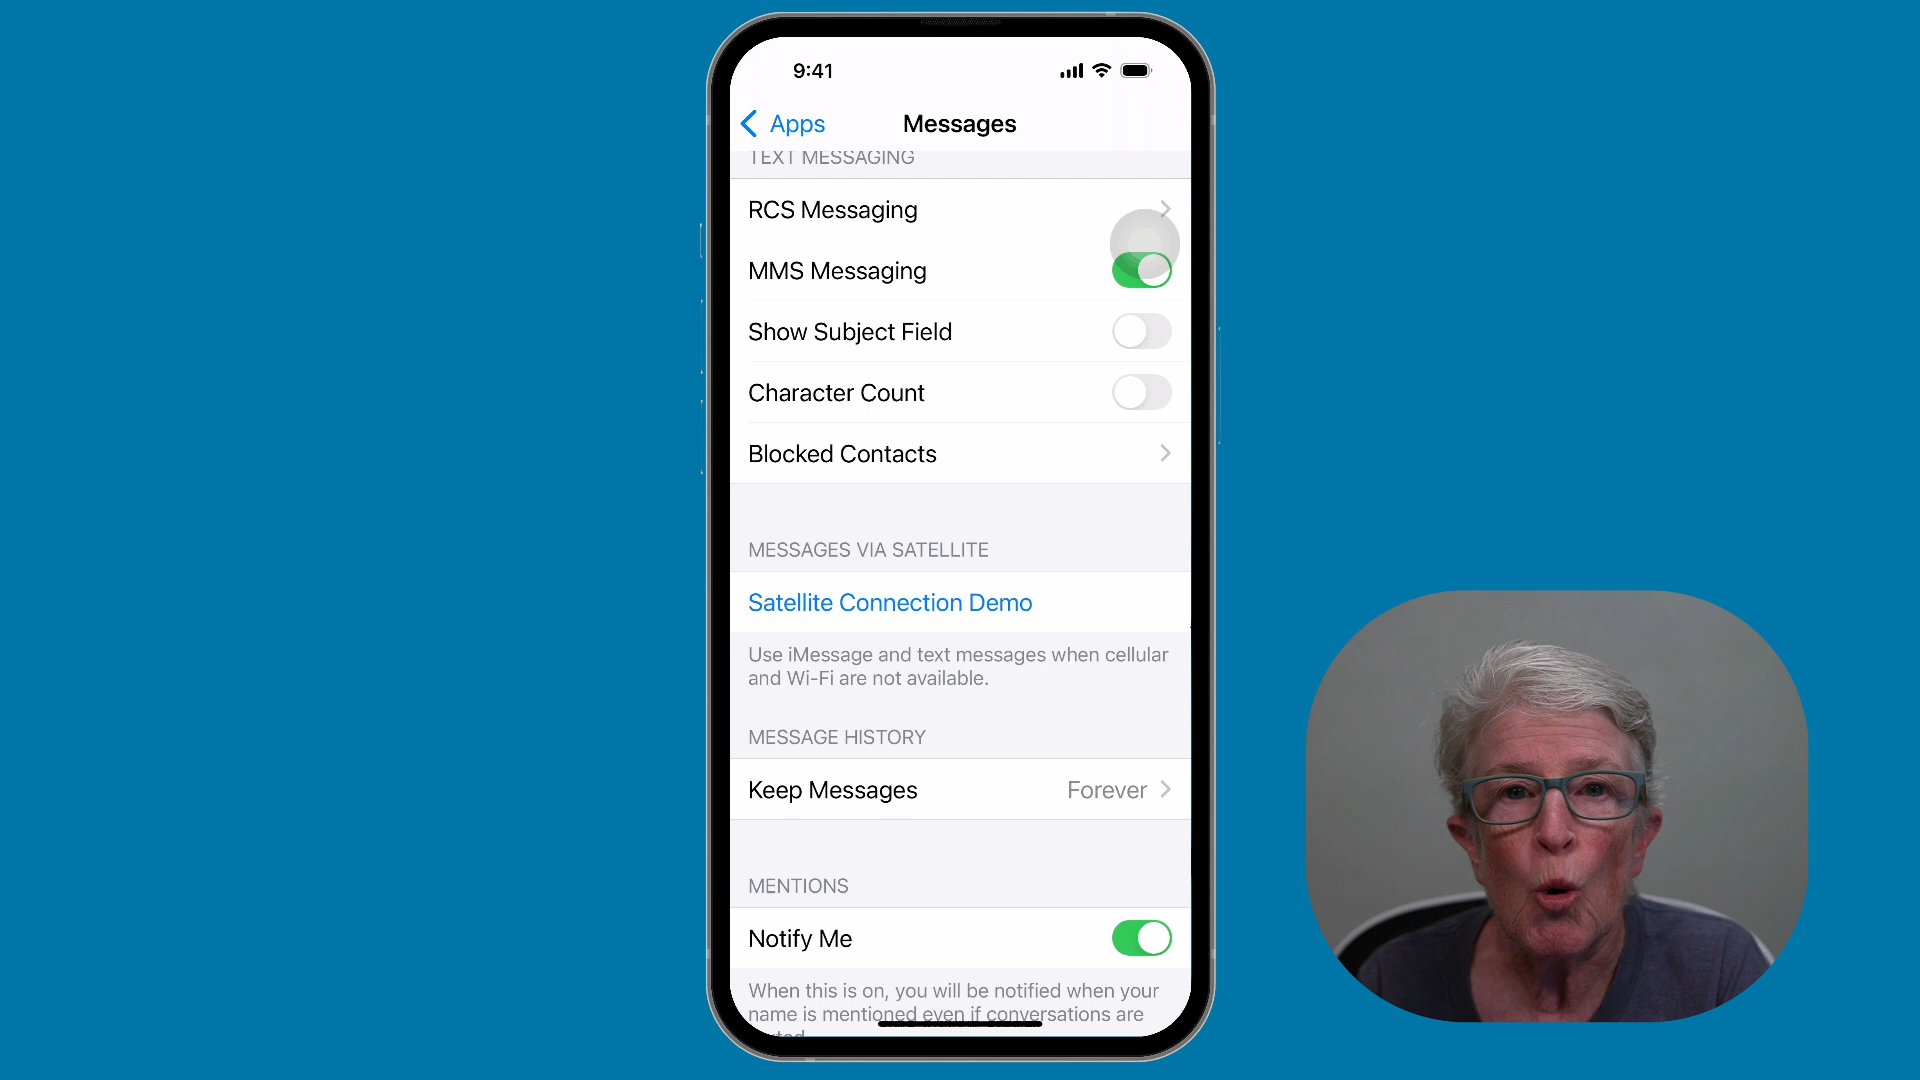 9:41
Apps
Messages
TEXT MESSAGING
RCS Messaging
MMS Messaging
Show Subject Field
Character Count
Blocked Contacts
MESSAGES VIA SATELLITE
Satellite Connection Demo
Use iMessage and text messages when cellular
and Wi-Fi are not available.
MESSAGE HISTORY
Keep Messages Forever
MENTIONS
Notify Me
When this is on, you will be notified when your
name is mentioned even if conversations are